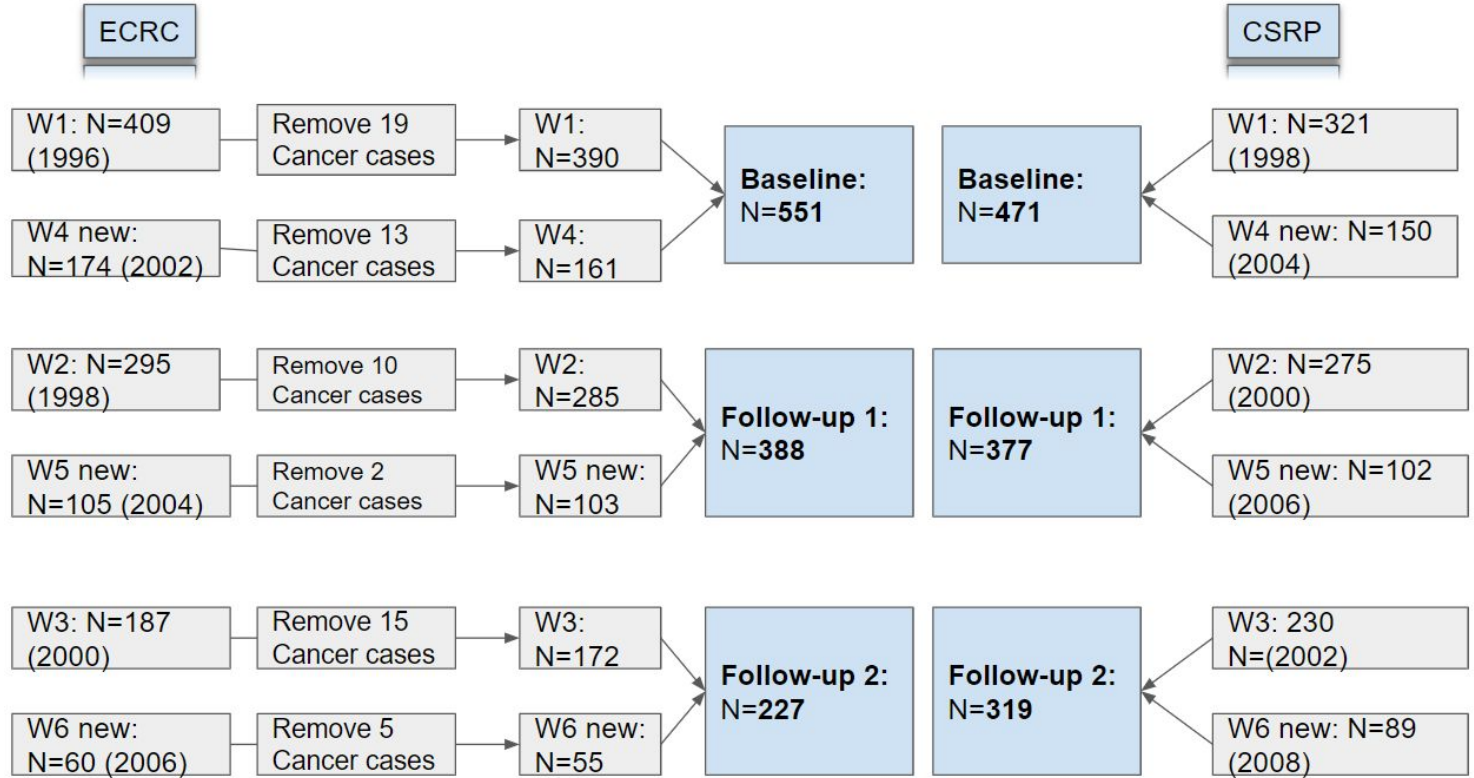 ECRC
CSRP
W1: N=409
(1996)
Remove 19
Cancer cases
W1:
N=390
Baseline:
N=551
Baseline:
N=471
W1: N=321
(1998)
W4 new:
N=174 (2002)
Remove 13
Cancer cases
W4:
N=161
W4 new: N=150
(2004)
W2: N=295
(1998)
Remove 10
Cancer cases
W2:
N=285
Follow-up 1:
N=388
Follow-up 1:
N=377
W2: N=275
(2000)
W5 new:
N=105 (2004)
Remove 2
Cancer cases
W5 new:
N=103
W5 new: N=102
(2006)
W3: N=187
(2000)
Remove 15
Cancer cases
W3:
N=172
Follow-up 2:
N=227
Follow-up 2:
N=319
W3: 230
N=(2002)
W6 new:
N=60 (2006)
Remove 5
Cancer cases
W6 new:
N=55
W6 new: N=89
(2008)